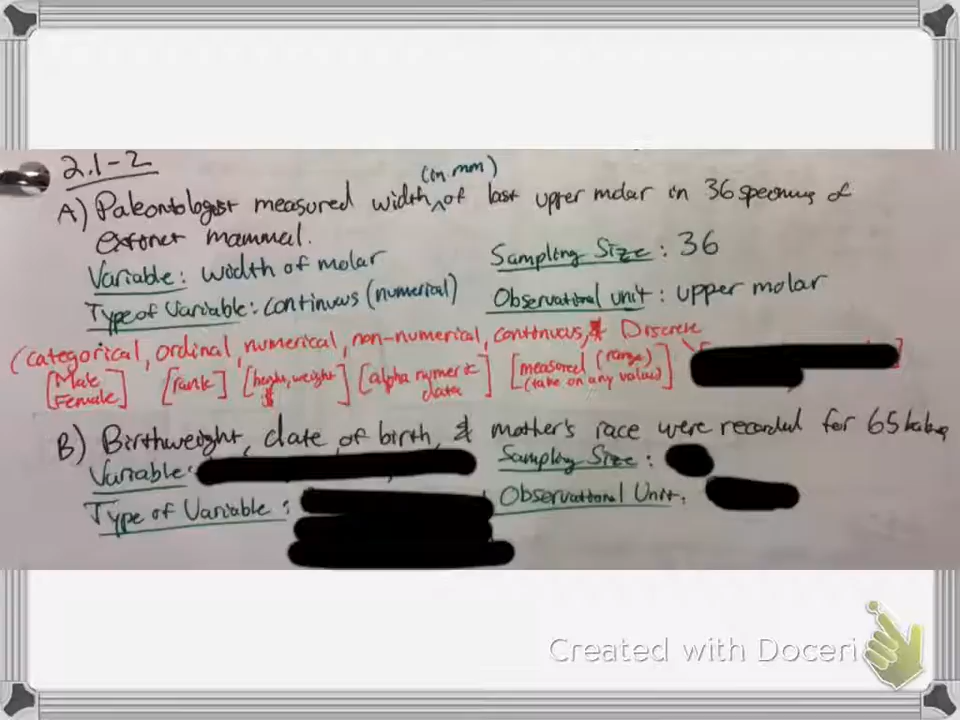 2.1-2
(in mm)
A) Paleontologist measured width ^ of last upper molar in 36 specimens of
extinct mammal.
Variable: width of molar
Sampling Size: 36
Type of Variable: continuous (numerical)
Observational unit: upper molar
(categorical, ordinal, numerical, non-numerical, continuous, & Discrete
[Male Female] [rank] [height, weight $] [alpha numeric data] [measured (range) (take on any values)]
B) Birthweight, date of birth, & mother's race were recorded for 65 babies
Variable:
Sampling Size:
Type of Variable:
Observational Unit:
Created with Doceri